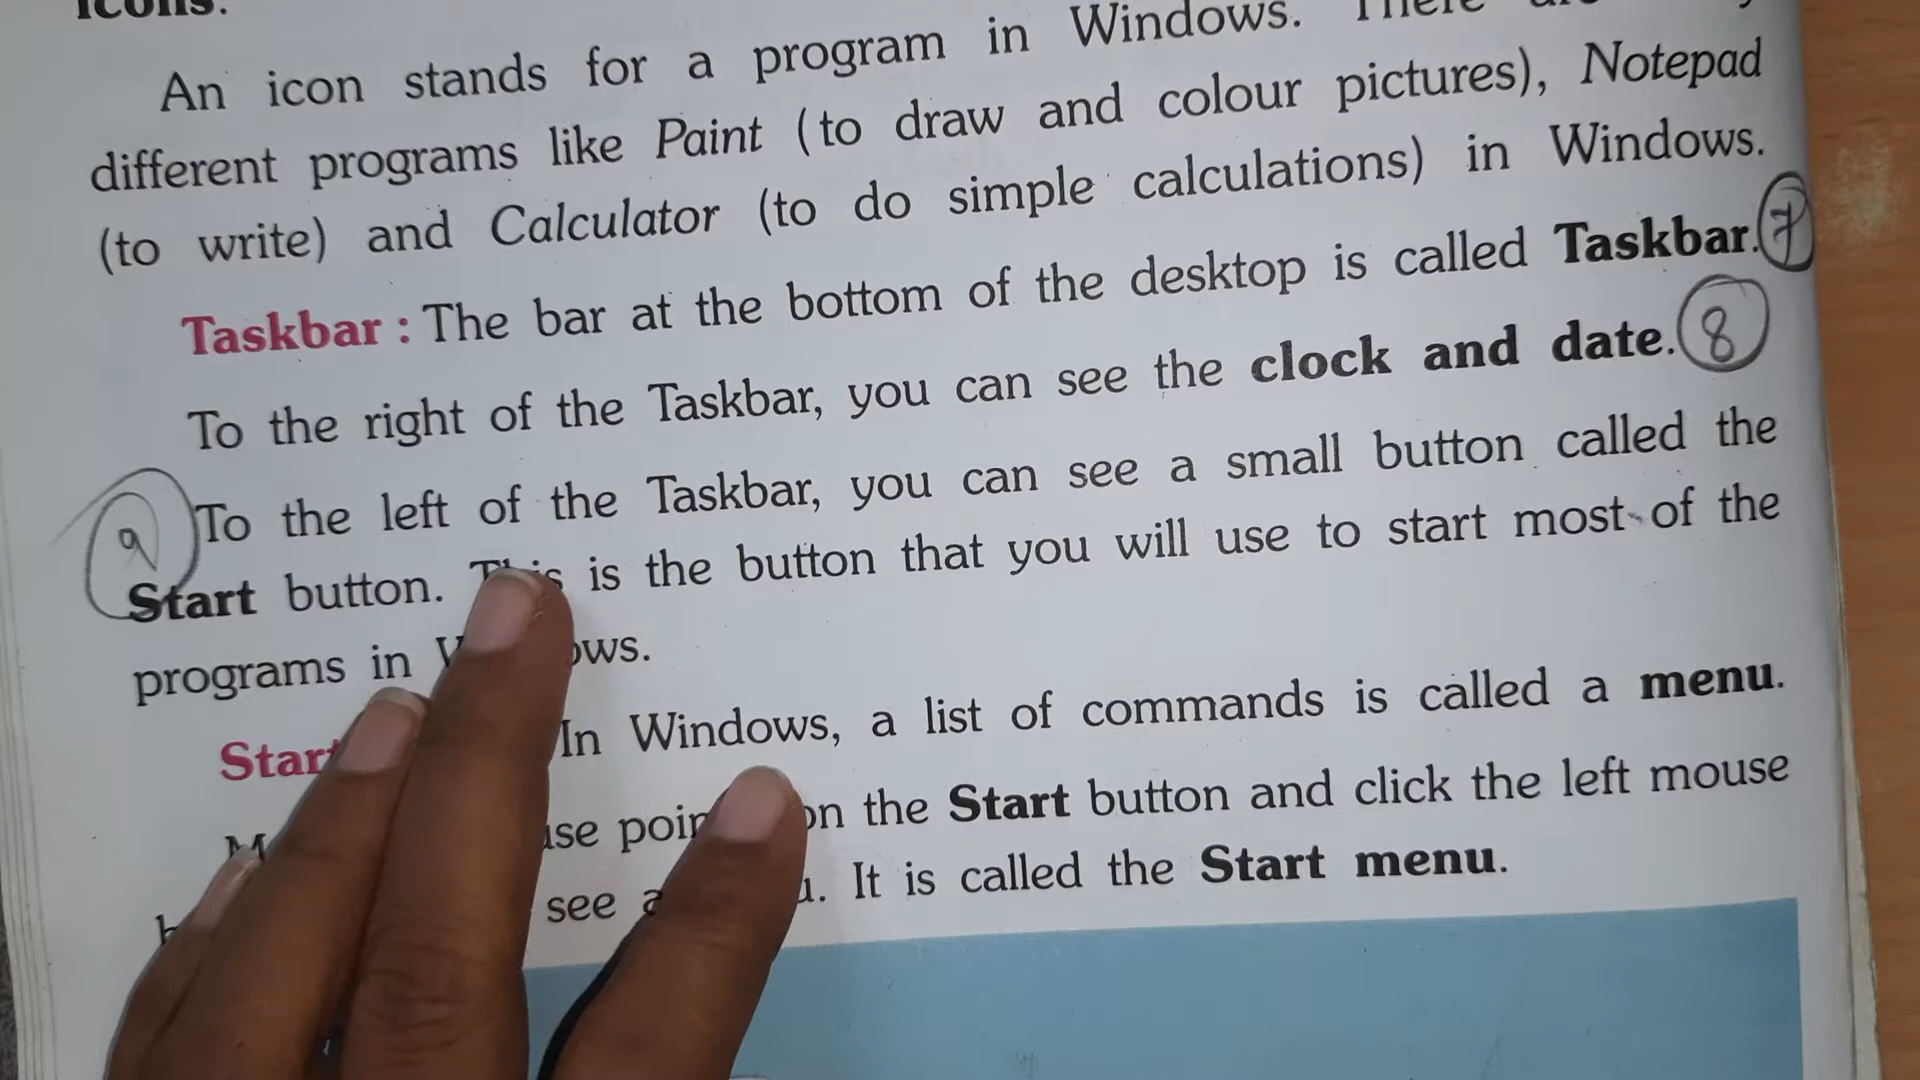 icons.
An icon stands for a program in Windows. There
different programs like Paint (to draw and colour pictures), Notepad
(to write) and Calculator (to do simple calculations) in Windows.
Taskbar : The bar at the bottom of the desktop is called Taskbar. 7
To the right of the Taskbar, you can see the clock and date. 8
9 To the left of the Taskbar, you can see a small button called the
Start button. This is the button that you will use to start most of the
programs in
Start In Windows, a list of commands is called a menu.
on the Start button and click the left mouse
see a It is called the Start menu.